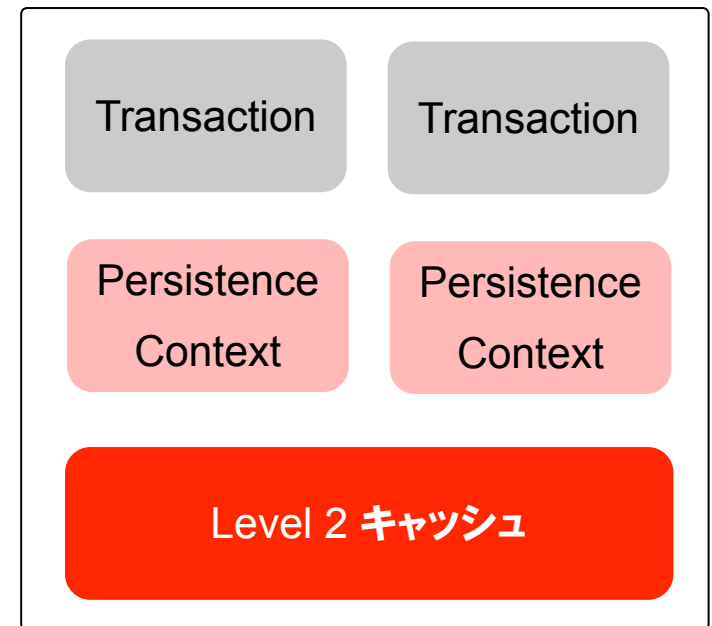 Transaction
Transaction
Persistence
Context
Persistence
Context
Level 2 キャッシュ